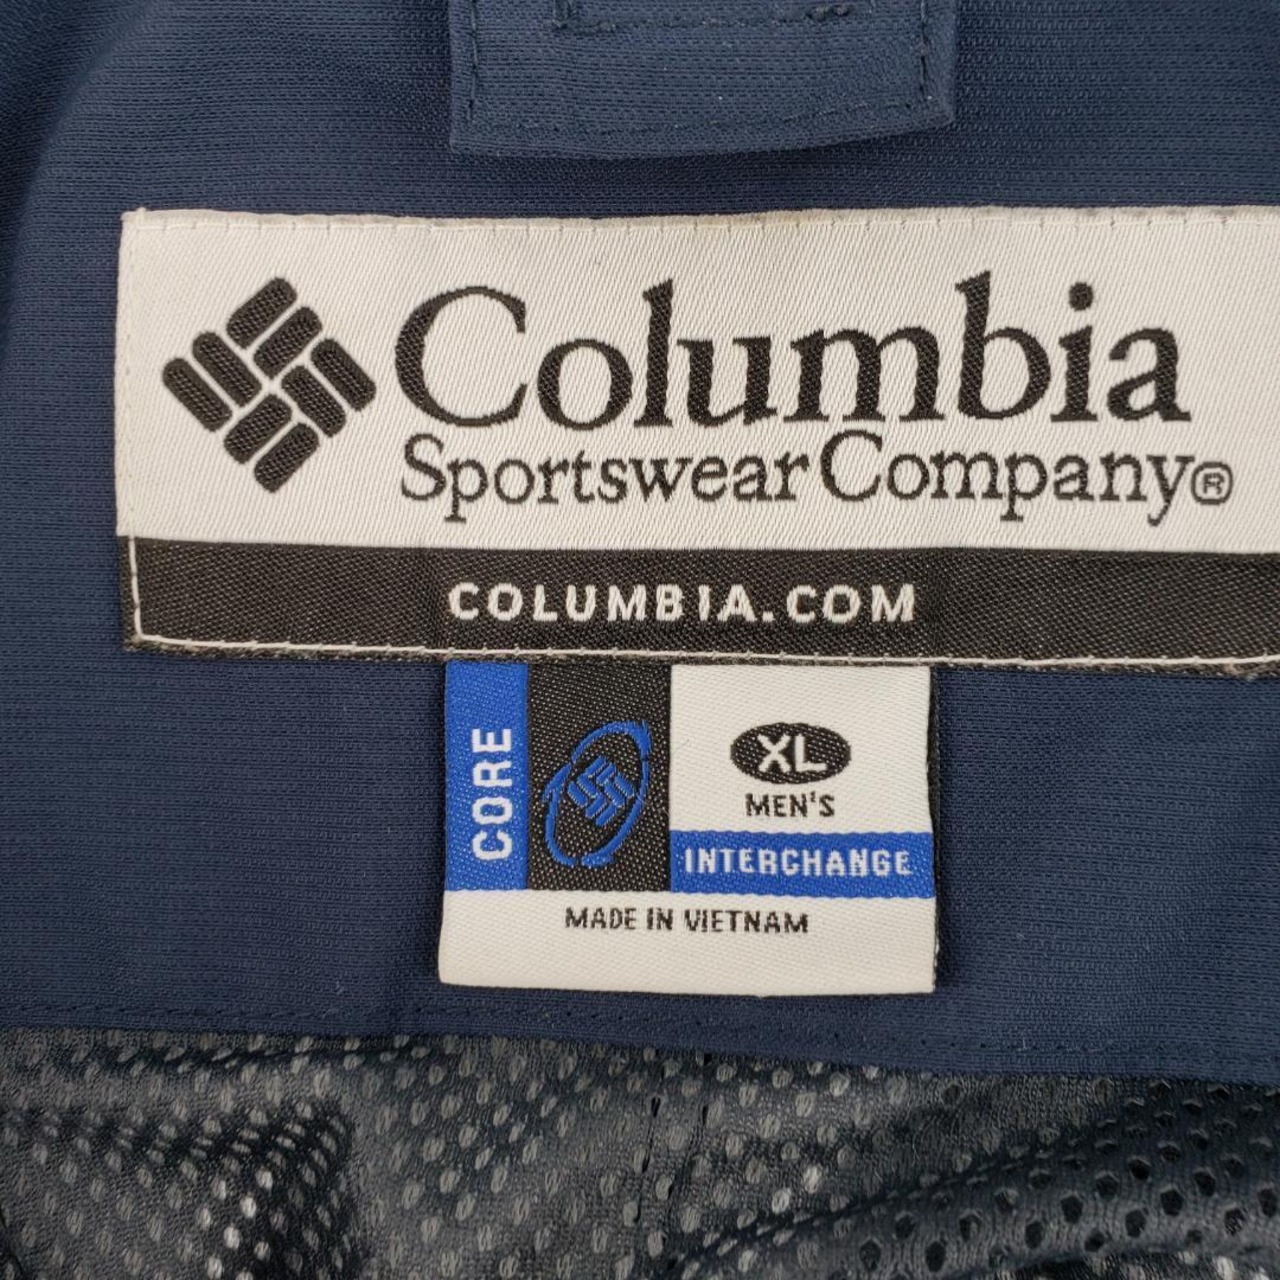 Columbia
Sportswear Company®
COLUMBIA.COM
CORE
XL
MEN'S
INTERCHANGE
MADE IN VIETNAM